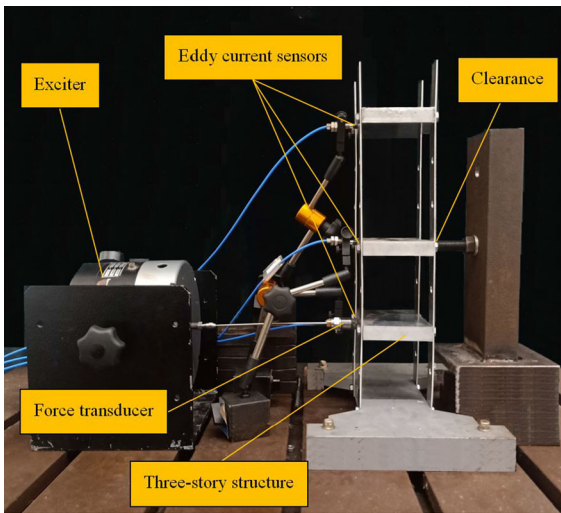 Eddy current sensors
Exciter
Clearance
Force transducer
Three-story structure